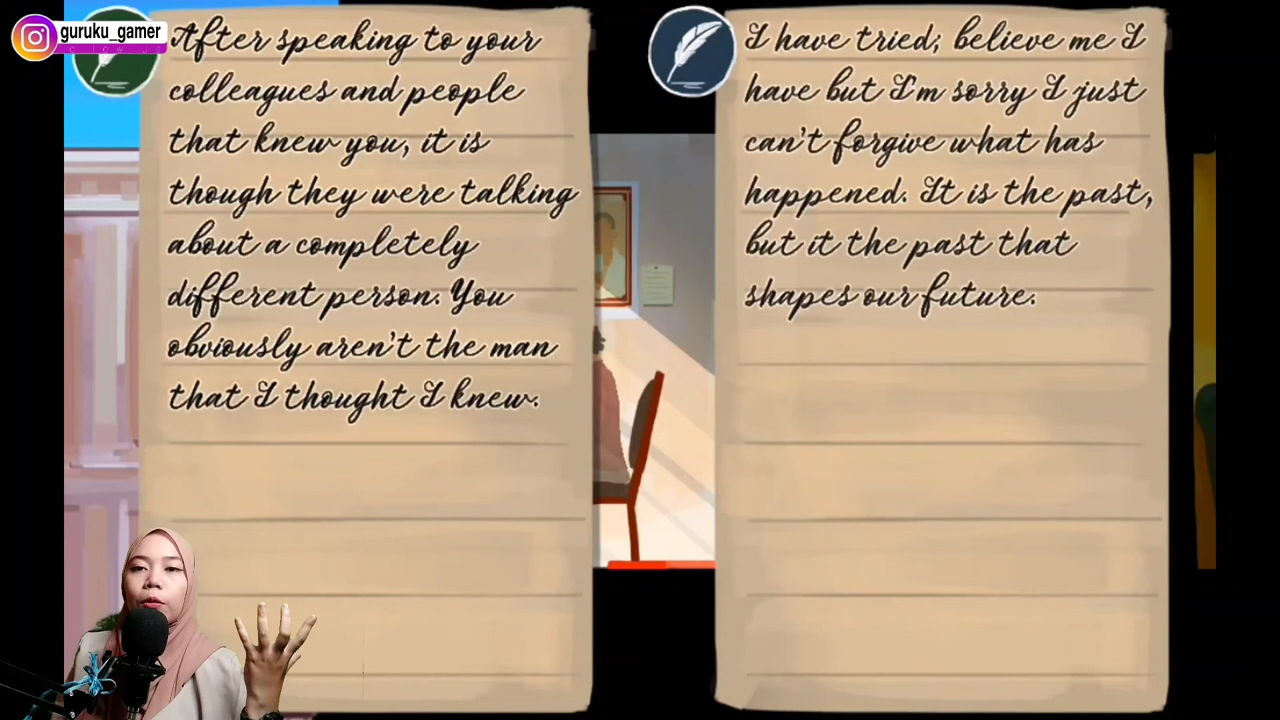 guruku_gamer
After speaking to your
colleagues and people
that knew you, it is
though they were talking
about a completely
different person. You
obviously aren't the man
that I thought I knew.
I have tried; believe me I
have but I'm sorry I just
can't forgive what has
happened. It is the past,
but it the past that
shapes our future.